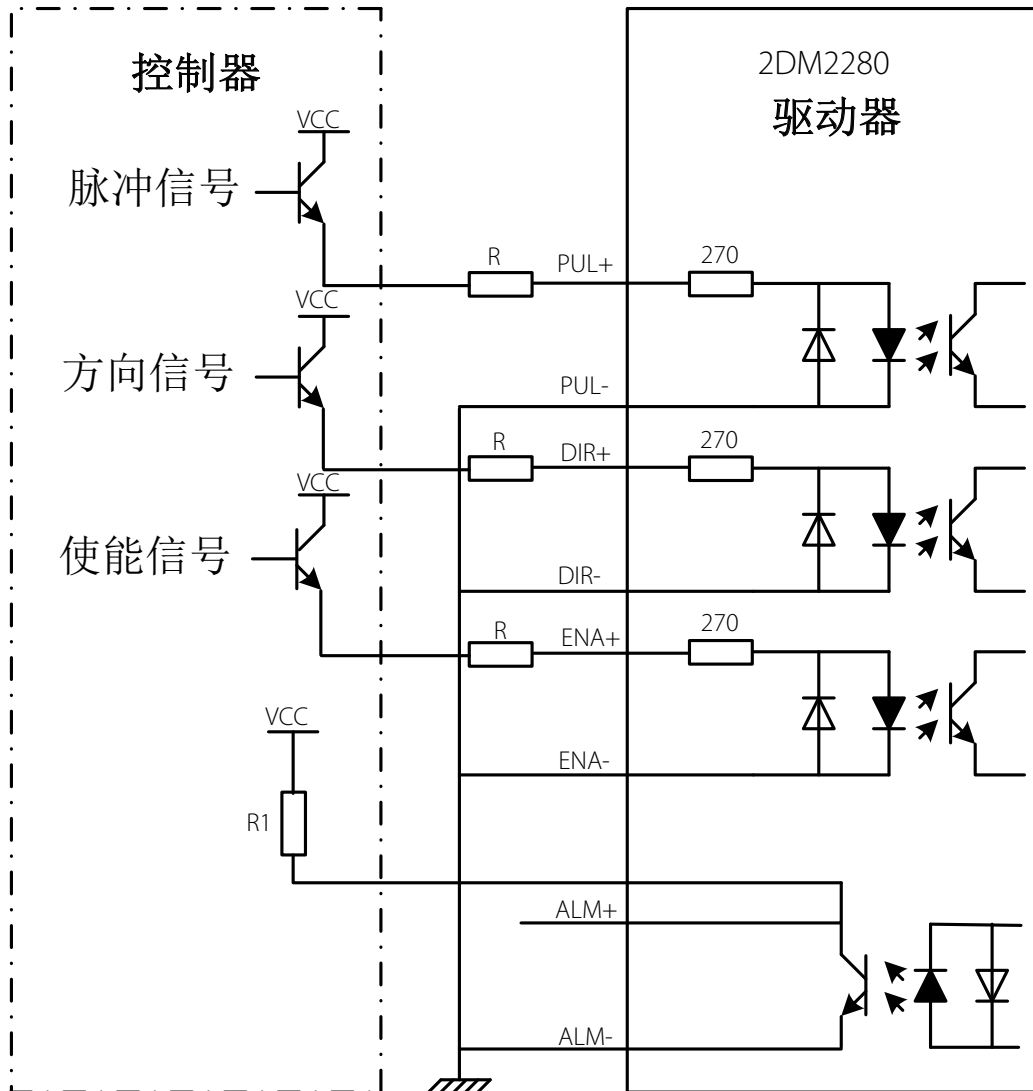 控制器
2DM2280
驱动器
VCC
脉冲信号
R
PUL+
270
VCC
方向信号
PUL-
R
DIR+
270
VCC
使能信号
DIR-
R
ENA+
270
VCC
ENA-
R1
ALM+
ALM-